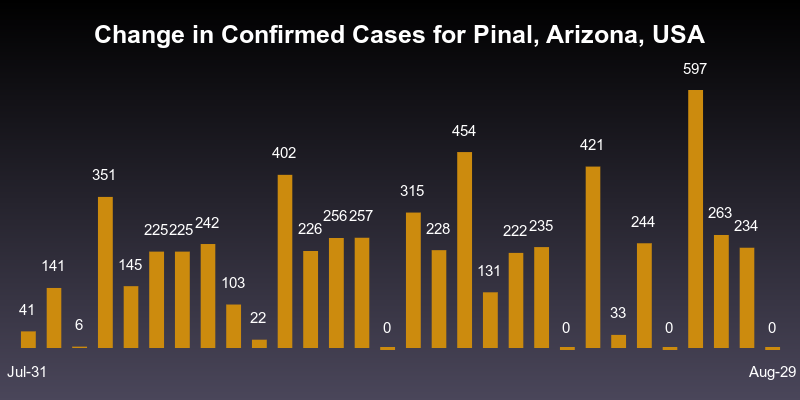 Change in Confirmed Cases for Pinal, Arizona, USA
41 141 6 351 145 225 225 242 103 22 402 226 256 257 0 315 228 454 131 222 235 0 421 33 244 0 597 263 234 0
Jul-31 Aug-29